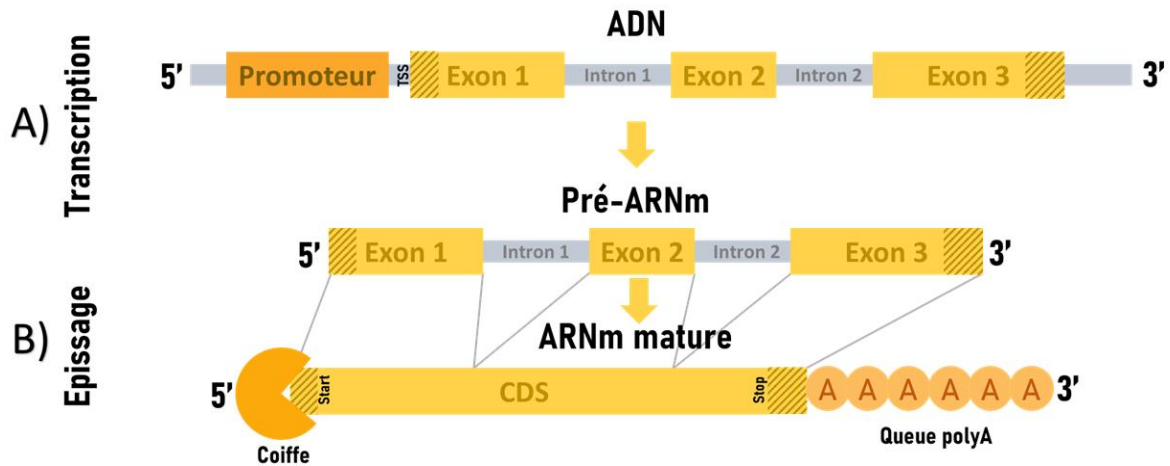 ADN
5' Promoteur TSS Exon 1 Intron 1 Exon 2 Intron 2 Exon 3 3'
A) Transcription
Pré-ARNm
5' Exon 1 Intron 1 Exon 2 Intron 2 Exon 3 3'
B) Epissage
ARNm mature
5' Start CDS Stop A A A A A A 3'
Coiffe
Queue polyA